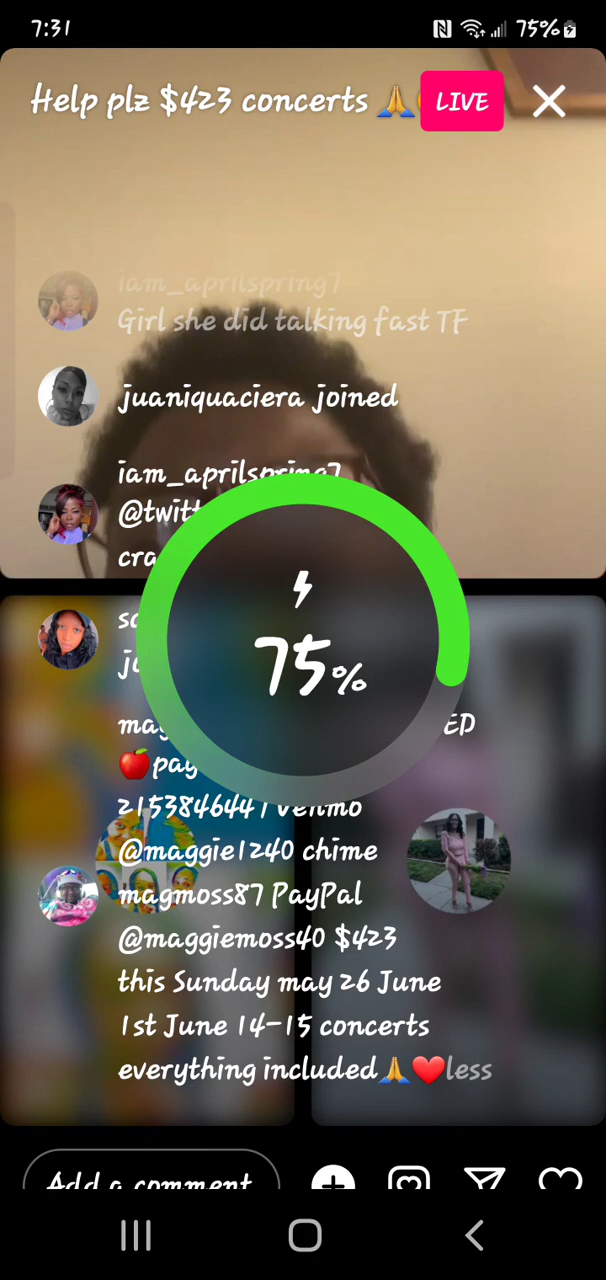 7:31 75%
Help plz $423 concerts 🙏 LIVE
iam_aprilspring7
Girl she did talking fast TF
juaniquaciera joined
iam_aprilspring7
@twitt
cra
75%
ED
🍎pay
2153846441 venmo
@maggie1240 chime
magmoss87 PayPal
@maggiemoss40 $423
this Sunday may 26 June
1st June 14-15 concerts
everything included🙏❤️less
Add a comment